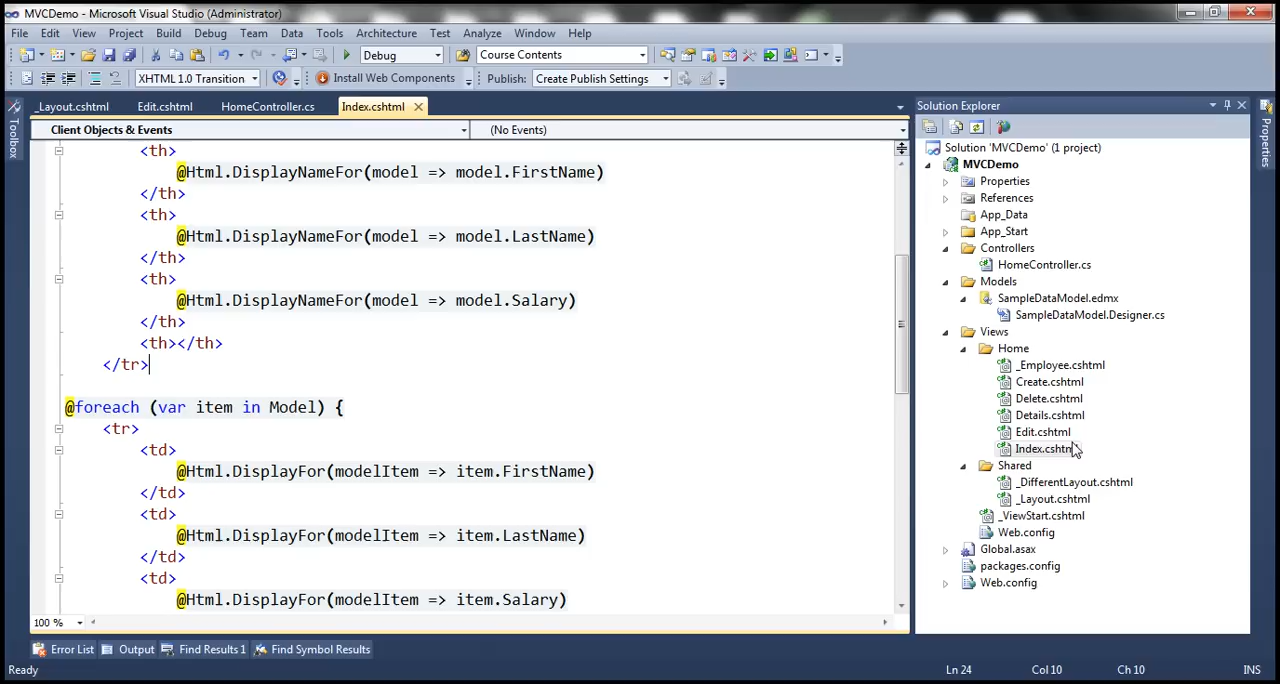 MVCDemo - Microsoft Visual Studio (Administrator)
File Edit View Project Build Debug Team Data Tools Architecture Test Analyze Window Help
Debug Course Contents
XHTML 1.0 Transition Install Web Components Publish: Create Publish Settings
_Layout.cshtml Edit.cshtml HomeController.cs Index.cshtml
Toolbox
Client Objects & Events (No Events)
<th>
@Html.DisplayNameFor(model => model.FirstName)
</th>
<th>
@Html.DisplayNameFor(model => model.LastName)
</th>
<th>
@Html.DisplayNameFor(model => model.Salary)
</th>
<th></th>
</tr>
@foreach (var item in Model) {
<tr>
<td>
@Html.DisplayFor(modelItem => item.FirstName)
</td>
<td>
@Html.DisplayFor(modelItem => item.LastName)
</td>
<td>
@Html.DisplayFor(modelItem => item.Salary)
100 %
Solution Explorer
Solution 'MVCDemo' (1 project)
MVCDemo
Properties
References
App_Data
App_Start
Controllers
HomeController.cs
Models
SampleDataModel.edmx
SampleDataModel.Designer.cs
Views
Home
_Employee.cshtml
Create.cshtml
Delete.cshtml
Details.cshtml
Edit.cshtml
Index.cshtml
Shared
_DifferentLayout.cshtml
_Layout.cshtml
_ViewStart.cshtml
Web.config
Global.asax
packages.config
Web.config
Properties
Error List Output Find Results 1 Find Symbol Results
Ready Ln 24 Col 10 Ch 10 INS